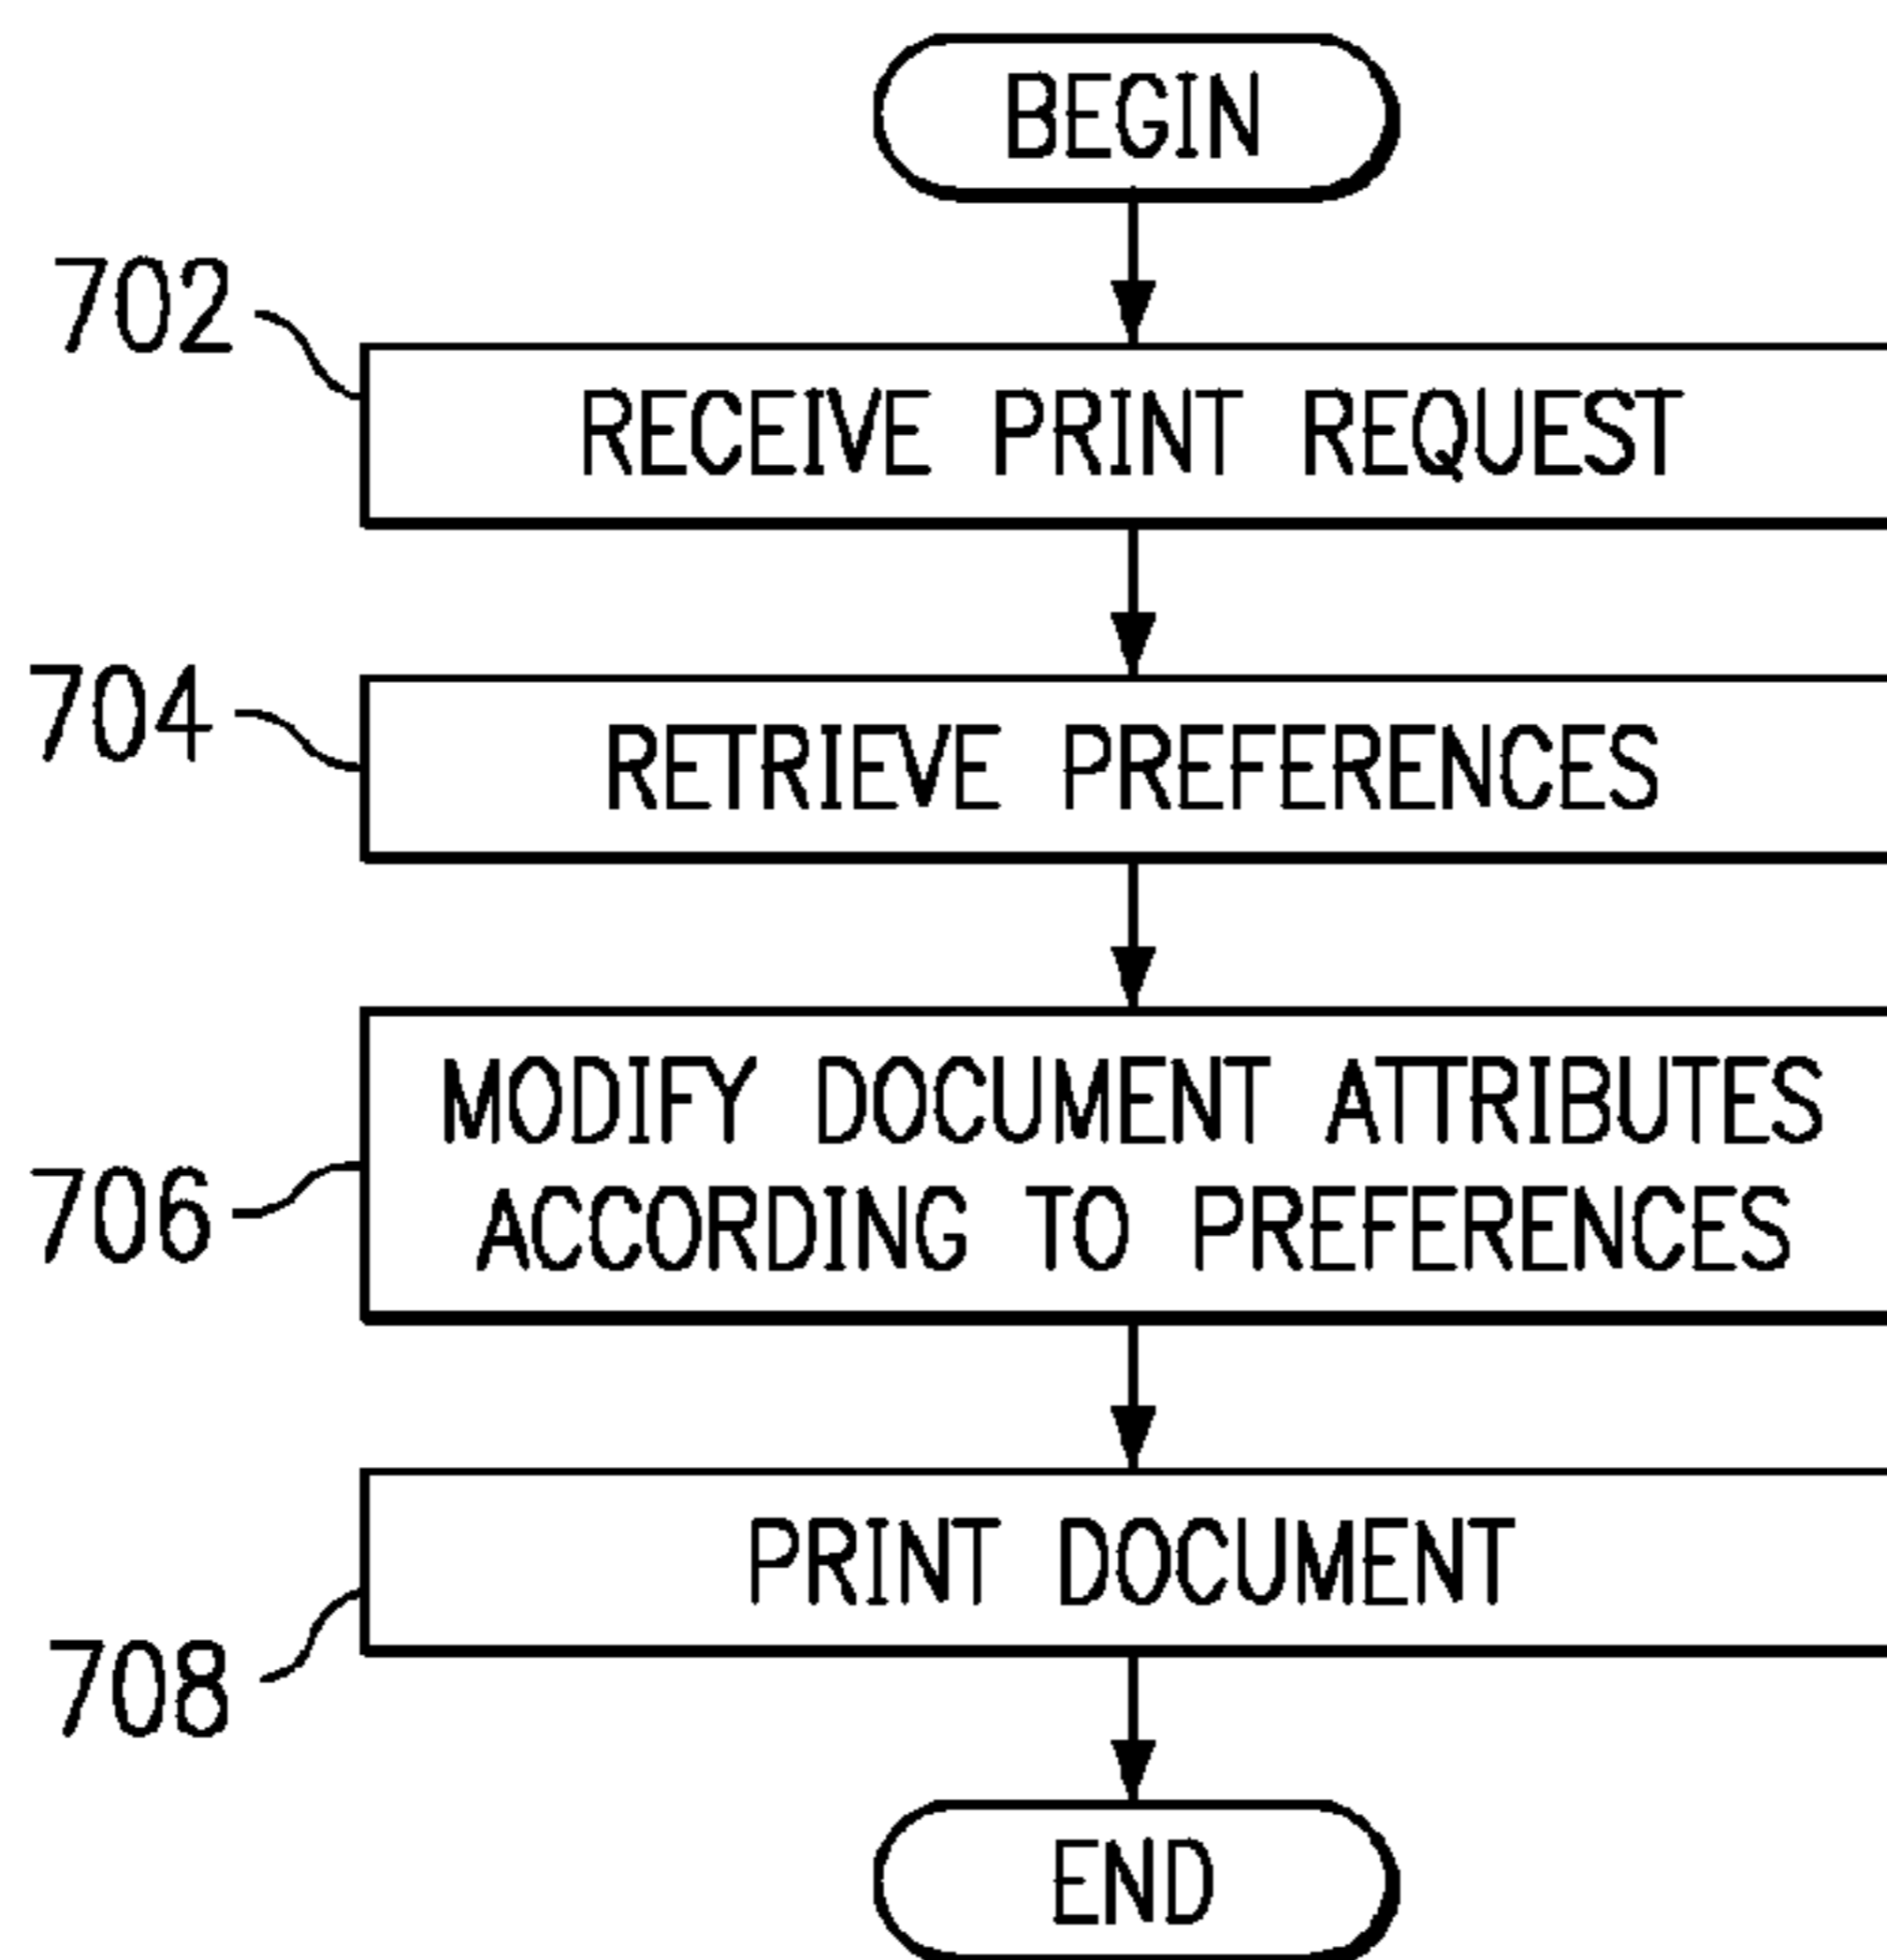 BEGIN
702
RECEIVE PRINT REQUEST
704
RETRIEVE PREFERENCES
706
MODIFY DOCUMENT ATTRIBUTES
ACCORDING TO PREFERENCES
PRINT DOCUMENT
708
END